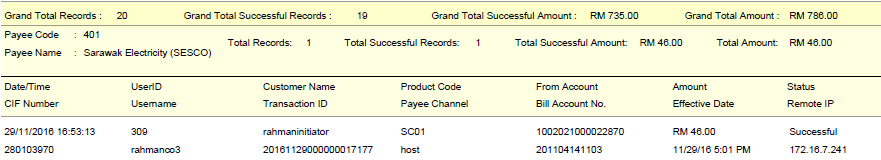 Grand Total Records : 20 Grand Total Successful Records : 19 Grand Total Successful Amount : RM 735.00 Grand Total Amount : RM 786.00
Payee Code : 401
Total Records: 1 Total Successful Records: 1 Total Successful Amount: RM 46.00 Total Amount: RM 46.00
Payee Name : Sarawak Electricity (SESCO)
Date/Time UserID Customer Name Product Code From Account Amount Status
CIF Number Username Transaction ID Payee Channel Bill Account No. Effective Date Remote IP
29/11/2016 16:53:13 309 rahmaninitiator SC01 1002021000022870 RM 46.00 Successful
280103970 rahmanco3 20161129000000017177 host 201104141103 11/29/16 5:01 PM 172.16.7.241